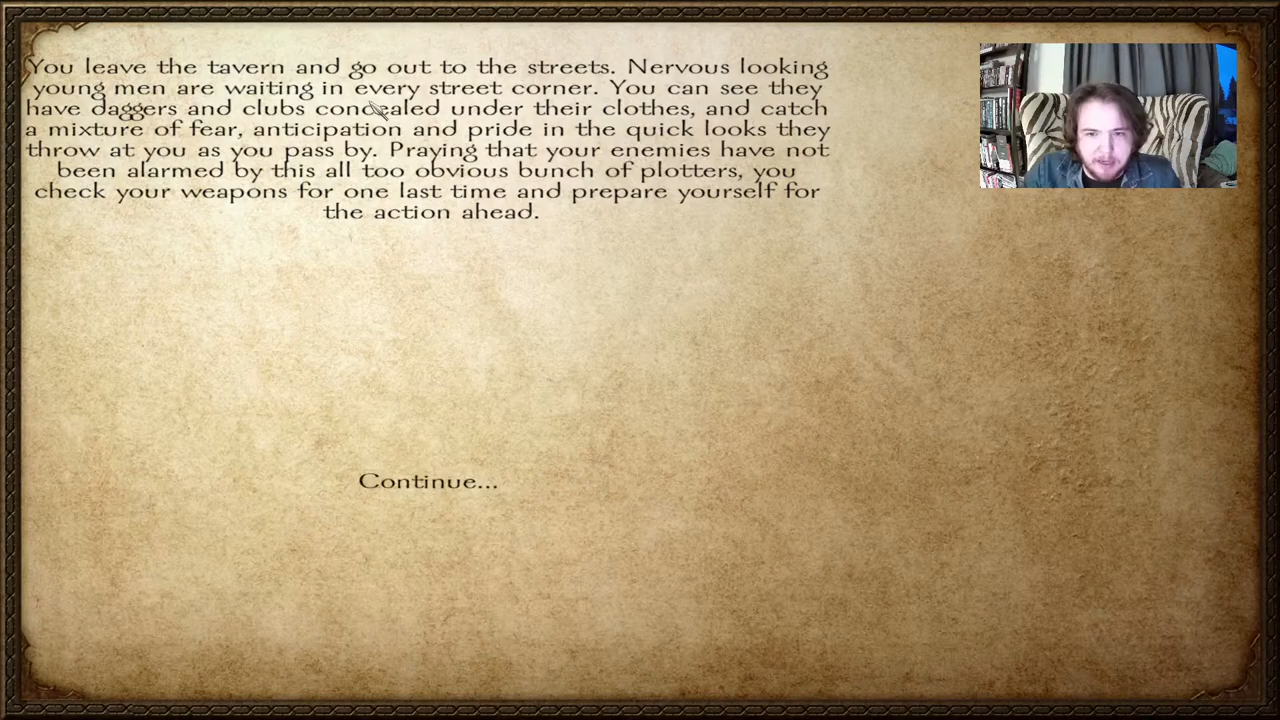 You leave the tavern and go out to the streets. Nervous looking
young men are waiting in every street corner. You can see they
have daggers and clubs concealed under their clothes, and catch
a mixture of fear, anticipation and pride in the quick looks they
throw at you as you pass by. Praying that your enemies have not
been alarmed by this all too obvious bunch of plotters, you
check your weapons for one last time and prepare yourself for
the action ahead.
Continue...